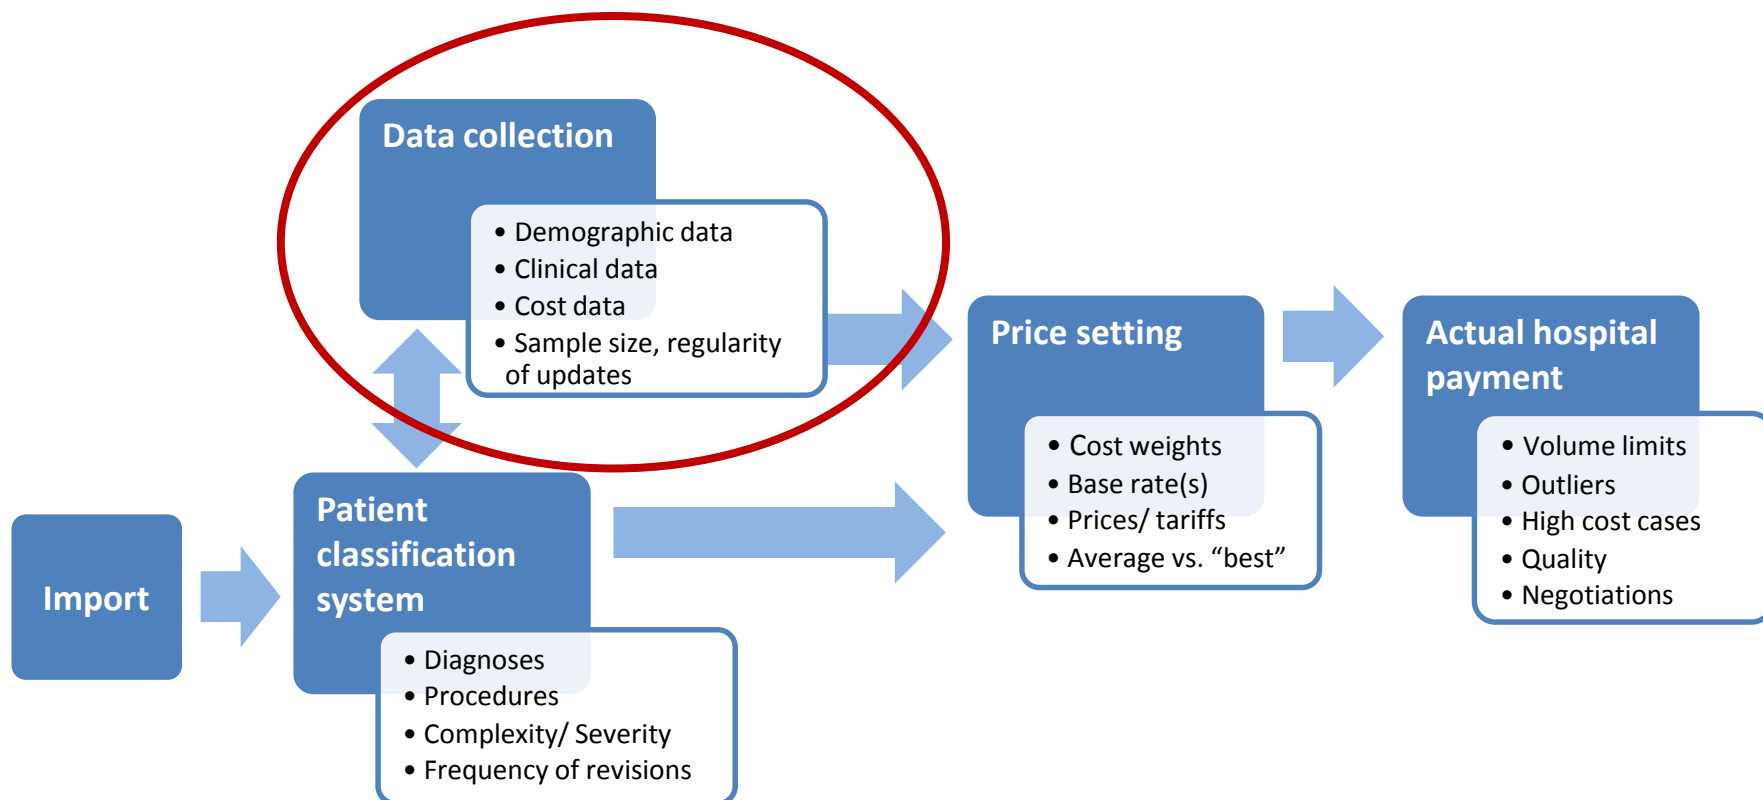 Data collection
• Demographic data
• Clinical data
• Cost data
• Sample size, regularity
of updates
Import
Patient
classification
system
• Diagnoses
• Procedures
• Complexity/ Severity
• Frequency of revisions
Price setting
• Cost weights
• Base rate(s)
• Prices/ tariffs
• Average vs. “best”
Actual hospital
payment
• Volume limits
• Outliers
• High cost cases
• Quality
• Negotiations